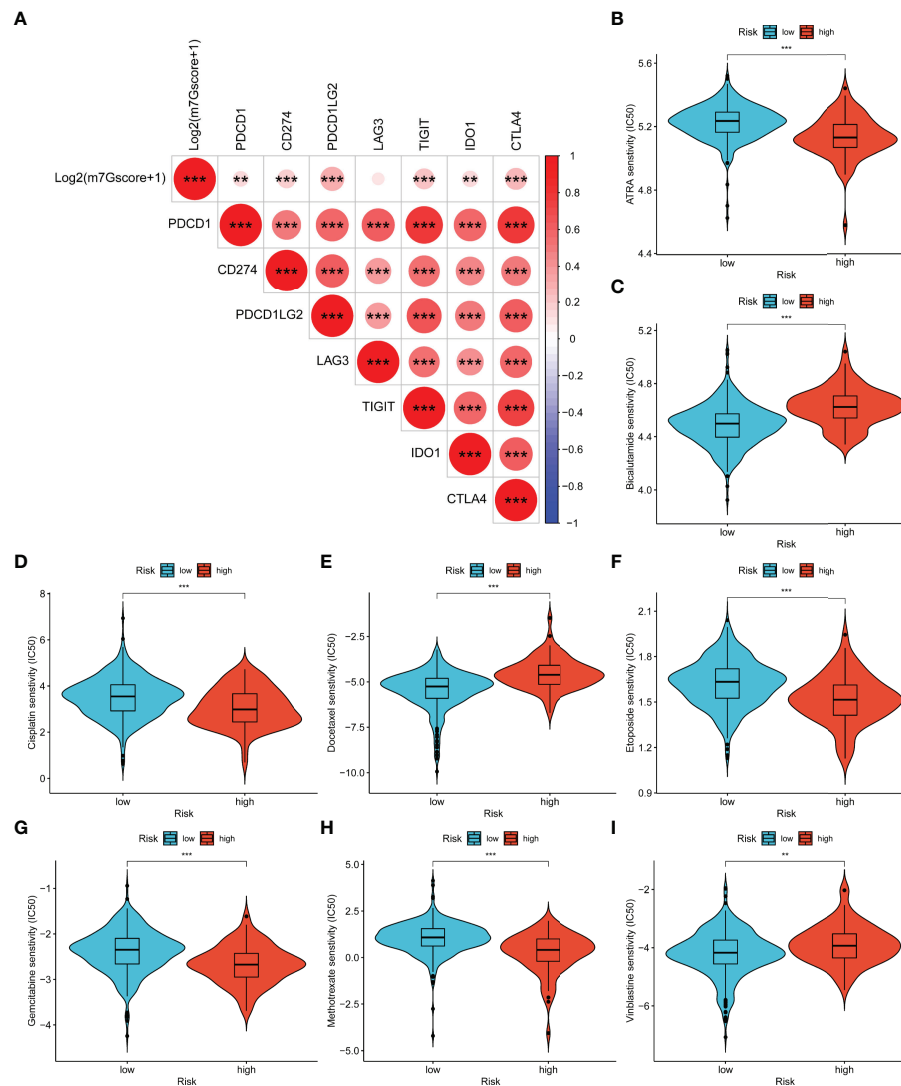 A
Log2(m7Gscore+1)
PDCD1
CD274
PDCD1LG2
LAG3
TIGIT
IDO1
CTLA4
Log2(m7Gscore+1) *** ** *** *** *** ** ***
PDCD1 *** *** *** *** *** *** ***
CD274 *** *** *** *** *** ***
PDCD1LG2 *** *** *** *** ***
LAG3 *** *** *** ***
TIGIT *** *** ***
IDO1 *** ***
CTLA4 ***
1
0.8
0.6
0.4
0.2
0
−0.2
−0.4
−0.6
−0.8
−1
B
Risk low high
***
ATRA senstivity (IC50)
5.6
5.2
4.8
4.4
low high
Risk
C
Risk low high
***
Bicalutamide senstivity (IC50)
5.2
4.8
4.4
4.0
low high
Risk
D
Risk low high
***
Cisplatin senstivity (IC50)
8
6
4
2
0
low high
Risk
E
Risk low high
***
Docetaxel senstivity (IC50)
−2.5
−5.0
−7.5
−10.0
low high
Risk
F
Risk low high
***
Etoposide senstivity (IC50)
2.1
1.8
1.5
1.2
0.9
low high
Risk
G
Risk low high
***
Gemcitabine senstivity (IC50)
−1
−2
−3
−4
low high
Risk
H
Risk low high
***
Methotrexate senstivity (IC50)
5.0
2.5
0.0
−2.5
−5.0
low high
Risk
I
Risk low high
**
Vinblastine senstivity (IC50)
−2
−4
−6
low high
Risk